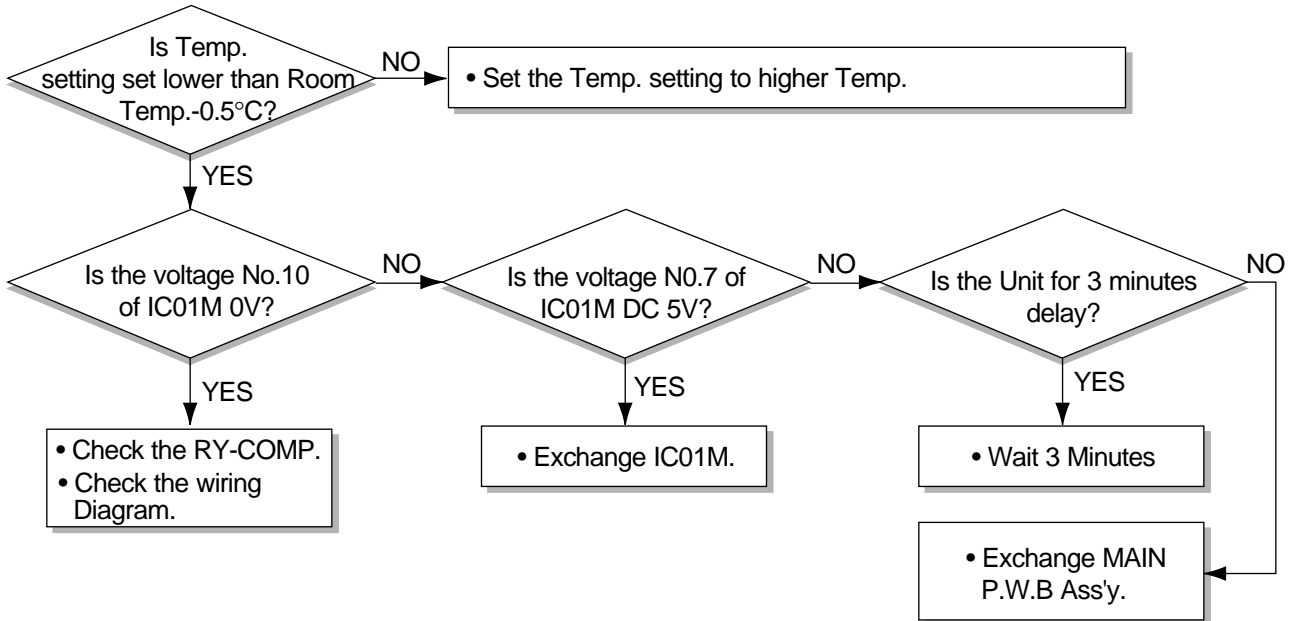 Is Temp.
setting set lower than Room
Temp.-0.5°C?
NO
• Set the Temp. setting to higher Temp.
YES
Is the voltage No.10
of IC01M 0V?
NO
Is the voltage N0.7 of
IC01M DC 5V?
NO
Is the Unit for 3 minutes
delay?
NO
YES
• Check the RY-COMP.
• Check the wiring
Diagram.
YES
• Exchange IC01M.
YES
• Wait 3 Minutes
• Exchange MAIN
P.W.B Ass'y.